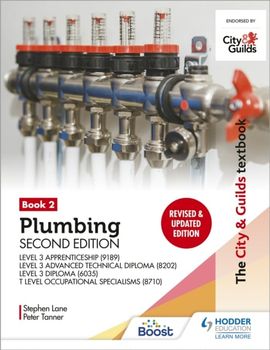 ENDORSED BY
City&
Guilds
The City & Guilds textbook
Book 2
Plumbing
SECOND EDITION
REVISED &
UPDATED
EDITION
LEVEL 3 APPRENTICESHIP (9189)
LEVEL 3 ADVANCED TECHNICAL DIPLOMA (8202)
LEVEL 3 DIPLOMA (6035)
T LEVEL OCCUPATIONAL SPECIALISMS (8710)
Stephen Lane
Peter Tanner
Boost
HODDER
EDUCATION
LEARN MORE